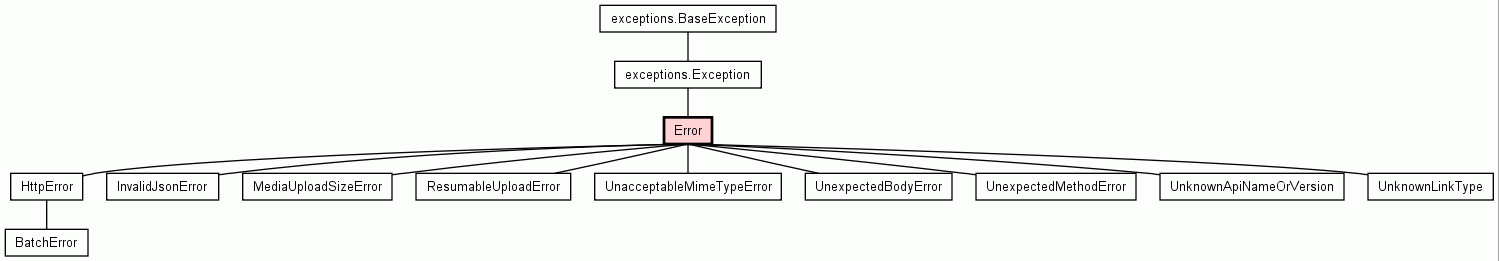 exceptions.BaseException
exceptions.Exception
Error
HttpError
InvalidJsonError
MediaUploadSizeError
ResumableUploadError
UnacceptableMimeTypeError
UnexpectedBodyError
UnexpectedMethodError
UnknownApiNameOrVersion
UnknownLinkType
BatchError